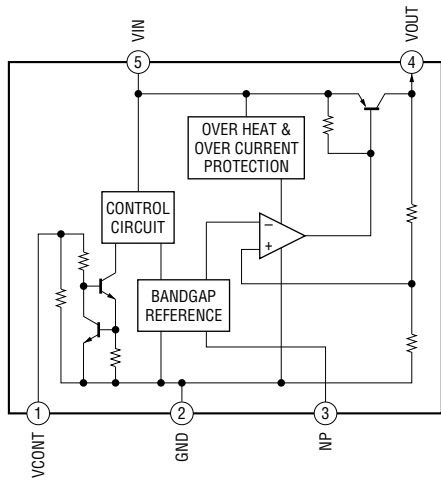 VIN
VOUT
5
4
OVER HEAT &
OVER CURRENT
PROTECTION
CONTROL
CIRCUIT
−
+
BANDGAP
REFERENCE
1
2
3
VCONT
GND
NP